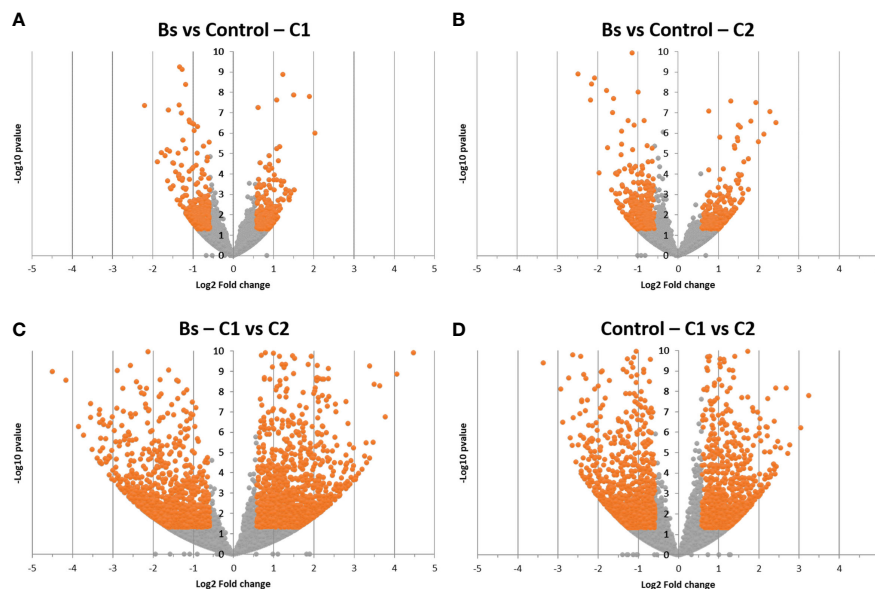 A
Bs vs Control – C1
10
9
8
7
6
5
4
3
2
1
0
-Log10 pvalue
-5 -4 -3 -2 -1 0 1 2 3 4 5
Log2 Fold change
B
Bs vs Control – C2
10
9
8
7
6
5
4
3
2
1
0
-Log10 pvalue
-5 -4 -3 -2 -1 0 1 2 3 4
Log2 Fold change
C
Bs – C1 vs C2
10
9
8
7
6
5
4
3
2
1
0
-Log10 pvalue
-5 -4 -3 -2 -1 0 1 2 3 4 5
Log2 Fold change
D
Control – C1 vs C2
10
9
8
7
6
5
4
3
2
1
0
-Log10 pvalue
-5 -4 -3 -2 -1 0 1 2 3 4
Log2 Fold change